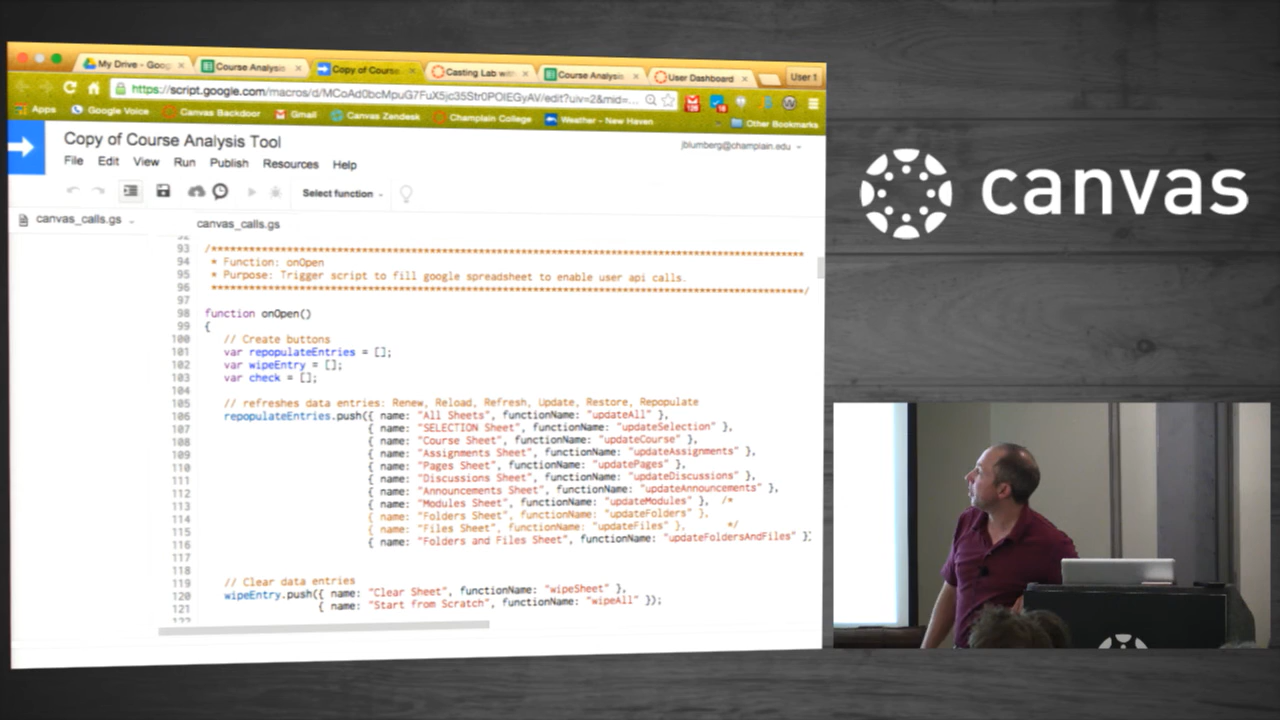 My Drive - Goog
Course Analysis
Copy of Course
Casting Lab with
Course Analysis
User Dashboard
User 1
https://script.google.com/macros/d/MCoAd0bcMpuG7FuX5jc35Str0POIEGyAV/edit?uiv=2&mid=...
Apps
Google Voice
Canvas Backdoor
Gmail
Canvas Zendesk
Champlain College
Weather - New Haven
Other Bookmarks
Copy of Course Analysis Tool
jblumberg@champlain.edu
File Edit View Run Publish Resources Help
Select function
canvas_calls.gs
canvas_calls.gs
93 /****************************************************************************************
94 * Function: onOpen
95 * Purpose: Trigger script to fill google spreadsheet to enable user api calls.
96 ****************************************************************************************/
97
98 function onOpen()
99 {
100 // Create buttons
101 var repopulateEntries = [];
102 var wipeEntry = [];
103 var check = [];
104
105 // refreshes data entries: Renew, Reload, Refresh, Update, Restore, Repopulate
106 repopulateEntries.push({ name: "All Sheets", functionName: "updateAll" },
107 { name: "SELECTION Sheet", functionName: "updateSelection" },
108 { name: "Course Sheet", functionName: "updateCourse" },
109 { name: "Assignments Sheet", functionName: "updateAssignments" },
110 { name: "Pages Sheet", functionName: "updatePages" },
111 { name: "Discussions Sheet", functionName: "updateDiscussions" },
112 { name: "Announcements Sheet", functionName: "updateAnnouncements" },
113 { name: "Modules Sheet", functionName: "updateModules" }, /*
114 { name: "Folders Sheet", functionName: "updateFolders" },
115 { name: "Files Sheet", functionName: "updateFiles" }, */
116 { name: "Folders and Files Sheet", functionName: "updateFoldersAndFiles" }
117
118
119 // Clear data entries
120 wipeEntry.push({ name: "Clear Sheet", functionName: "wipeSheet" },
121 { name: "Start from Scratch", functionName: "wipeAll" });
canvas